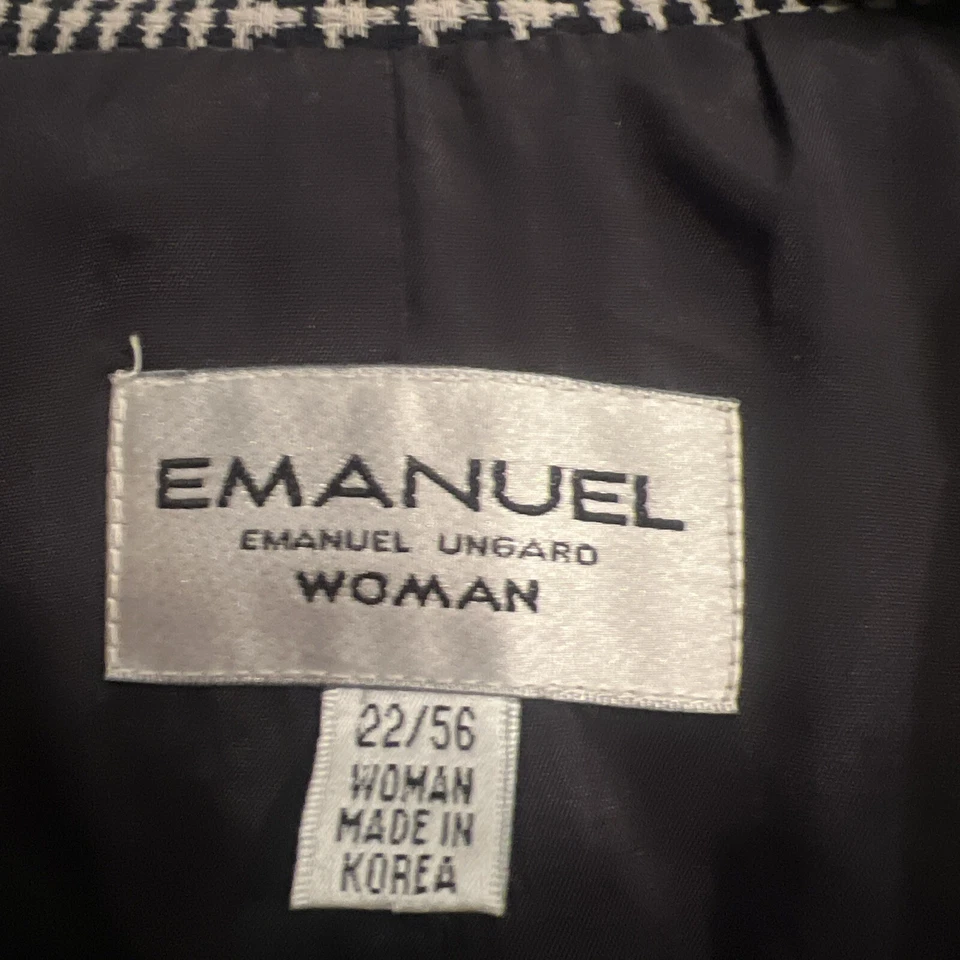 EMANUEL
EMANUEL UNGARO
WOMAN
22/56
WOMAN
MADE IN
KOREA